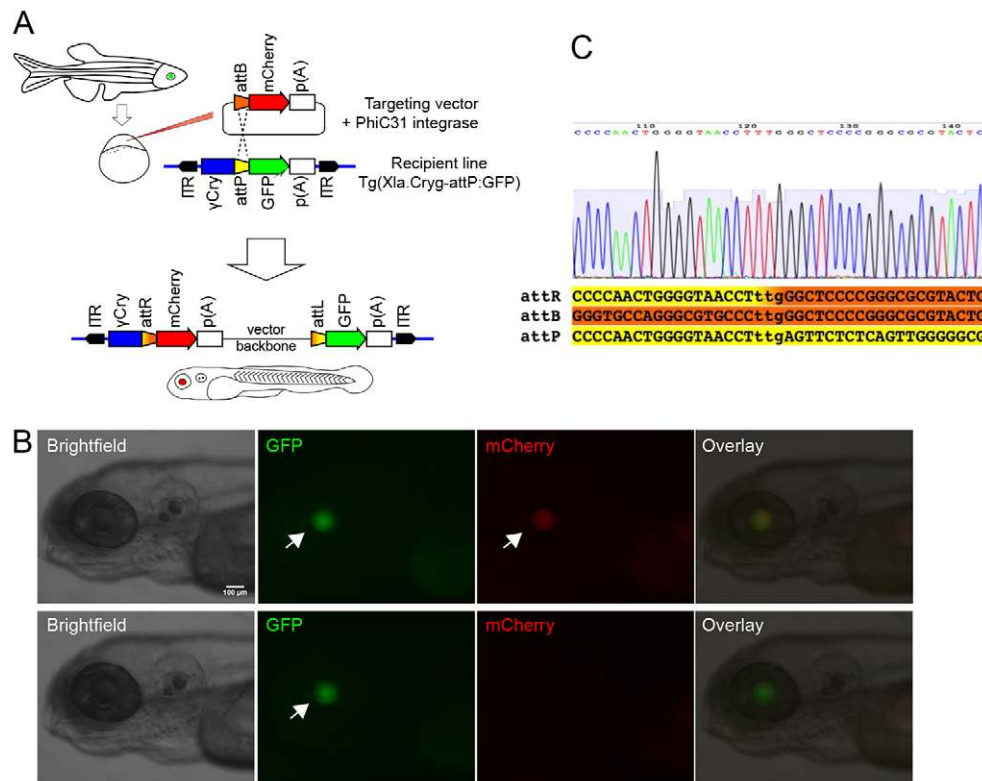 A
attB
mCherry
p(A)
Targeting vector
+ PhiC31 integrase
ITR
γCry
attP
GFP
p(A)
ITR
Recipient line
Tg(Xla.Cryg-attP:GFP)
ITR
γCry
attR
mCherry
p(A)
vector
backbone
attL
GFP
p(A)
ITR
C
110 120 130 140
CCCCAACTGGGGTAACCTTTGGGCTCCCCGGGCGCGTACTC
attR CCCCAACTGGGGTAACCTttgGGCTCCCCGGGCGCGTACTC
attB GGGTGCCAGGGCGTGCCCttgGGCTCCCCGGGCGCGTACTC
attP CCCCAACTGGGGTAACCTttgAGTTCTCTCAGTTGGGGGCG
B
Brightfield GFP mCherry Overlay
100 µm
Brightfield GFP mCherry Overlay